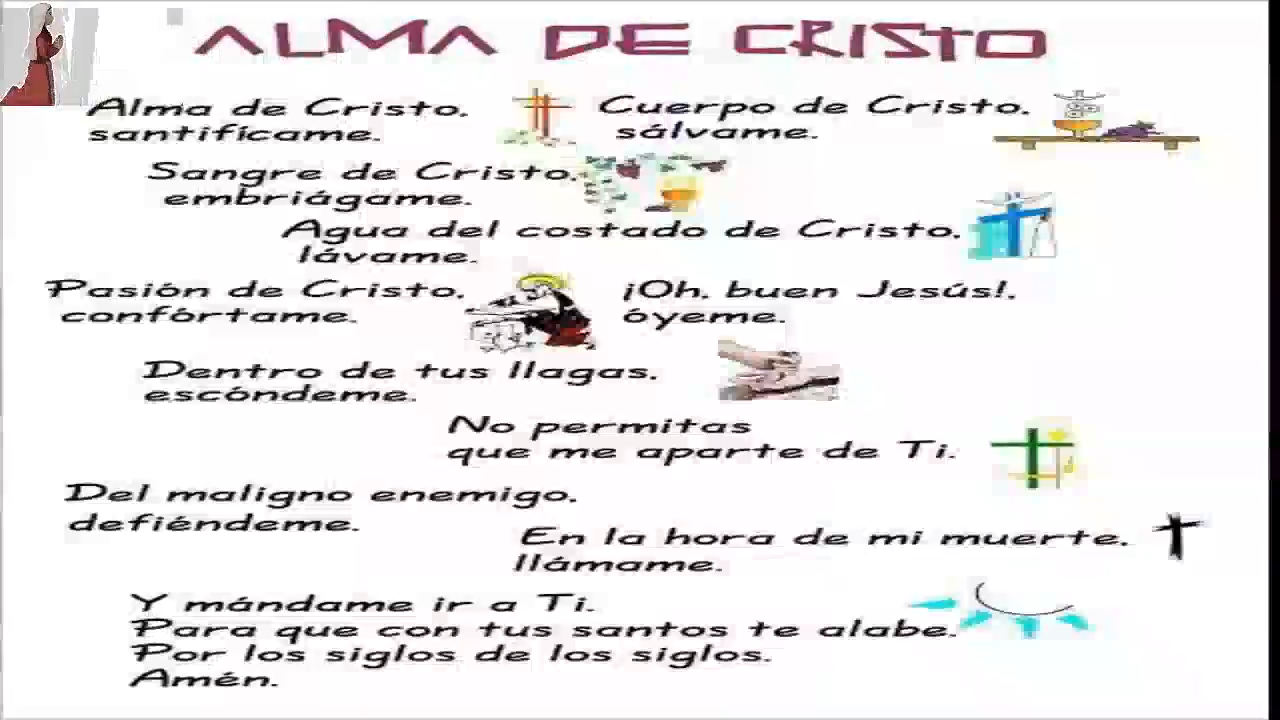 ALMA DE CRISTO
Alma de Cristo,
santifícame.
Cuerpo de Cristo,
sálvame.
Sangre de Cristo,
embriágame.
Agua del costado de Cristo,
lávame.
Pasión de Cristo,
confórtame.
¡Oh, buen Jesús!,
óyeme.
Dentro de tus llagas,
escóndeme.
No permitas
que me aparte de Ti.
Del maligno enemigo,
defiéndeme.
En la hora de mi muerte,
llámame.
Y mándame ir a Ti.
Para que con tus santos te alabe.
Por los siglos de los siglos.
Amén.